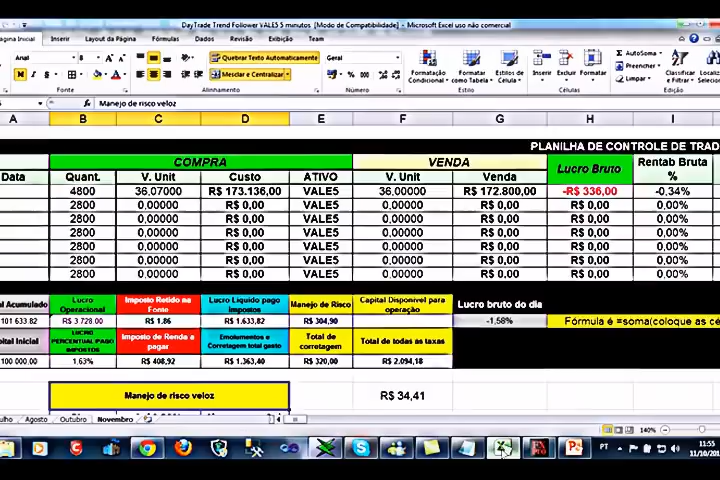 DayTrade Trend Follower VALE5 5 minutos [Modo de Compatibilidade] - Microsoft Excel uso não comercial
Página Inicial Inserir Layout da Página Fórmulas Dados Revisão Exibição Team
Arial 8 Quebrar Texto Automaticamente Geral Σ AutoSoma
Mesclar e Centralizar Preencher
Limpar
Formatação Condicional Formatar como Tabela Estilos de Célula Inserir Excluir Formatar Classificar e Filtrar
Fonte Alinhamento Número Estilo Células
Manejo de risco veloz
A B C D E F G H I
PLANILHA DE CONTROLE DE TRAD
Data COMPRA VENDA Lucro Bruto Rentab Bruta %
Quant. V. Unit Custo ATIVO V. Unit Venda
4800 36,07000 R$ 173.136,00 VALE5 36,00000 R$ 172.800,00 -R$ 336,00 -0,34%
2800 0,00000 R$ 0,00 VALE5 0,00000 R$ 0,00 R$ 0,00 0,00%
2800 0,00000 R$ 0,00 VALE5 0,00000 R$ 0,00 R$ 0,00 0,00%
2800 0,00000 R$ 0,00 VALE5 0,00000 R$ 0,00 R$ 0,00 0,00%
2800 0,00000 R$ 0,00 VALE5 0,00000 R$ 0,00 R$ 0,00 0,00%
2800 0,00000 R$ 0,00 VALE5 0,00000 R$ 0,00 R$ 0,00 0,00%
2800 0,00000 R$ 0,00 VALE5 0,00000 R$ 0,00 R$ 0,00 0,00%
al Acumulado Lucro Operacional Imposto Retido na Fonte Lucro Líquido pago impostos Manejo de Risco Capital Disponível para operação Lucro bruto do dia
101 633.82 R$ 3 728.00 R$ 1.86 R$ 1.633,82 R$ 304,90 -1,58% Fórmula é =soma(coloque as cé
pital Inicial LUCRO PERCENTUAL PAGO IMPOSTOS Imposto de Renda a pagar Emolumentos e Corretagem total gasto Total de corretagem Total de todas as taxas
100 000.00 1,63% R$ 408,92 R$ 1.363,40 R$ 320,00 R$ 2.094,18
Manejo de risco veloz R$ 34,41
ulho Agosto Outubro Novembro
140%
PT 11:55
11/10/201